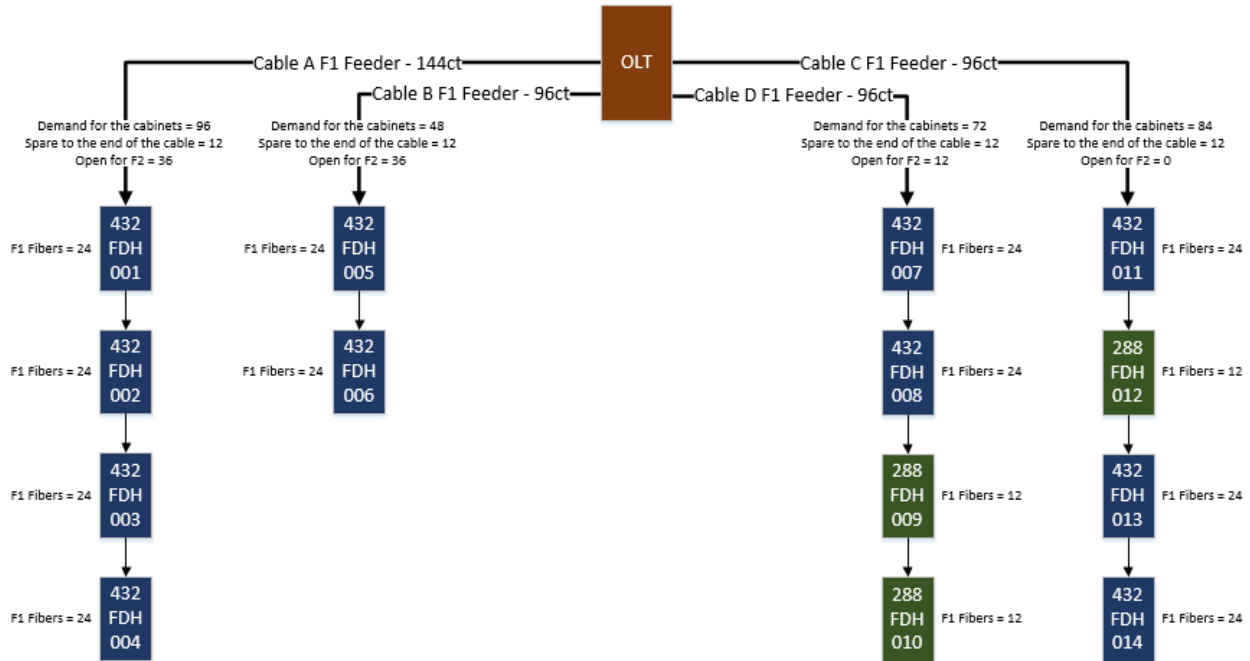 OLT
Cable A F1 Feeder - 144ct
Cable C F1 Feeder - 96ct
Cable B F1 Feeder - 96ct
Cable D F1 Feeder - 96ct
Demand for the cabinets = 96
Spare to the end of the cable = 12
Open for F2 = 36
Demand for the cabinets = 48
Spare to the end of the cable = 12
Open for F2 = 36
Demand for the cabinets = 72
Spare to the end of the cable = 12
Open for F2 = 12
Demand for the cabinets = 84
Spare to the end of the cable = 12
Open for F2 = 0
F1 Fibers = 24
432
FDH
001
F1 Fibers = 24
432
FDH
005
432
FDH
007
F1 Fibers = 24
432
FDH
011
F1 Fibers = 24
F1 Fibers = 24
432
FDH
002
F1 Fibers = 24
432
FDH
006
432
FDH
008
F1 Fibers = 24
288
FDH
012
F1 Fibers = 12
F1 Fibers = 24
432
FDH
003
288
FDH
009
F1 Fibers = 12
432
FDH
013
F1 Fibers = 24
F1 Fibers = 24
432
FDH
004
288
FDH
010
F1 Fibers = 12
432
FDH
014
F1 Fibers = 24